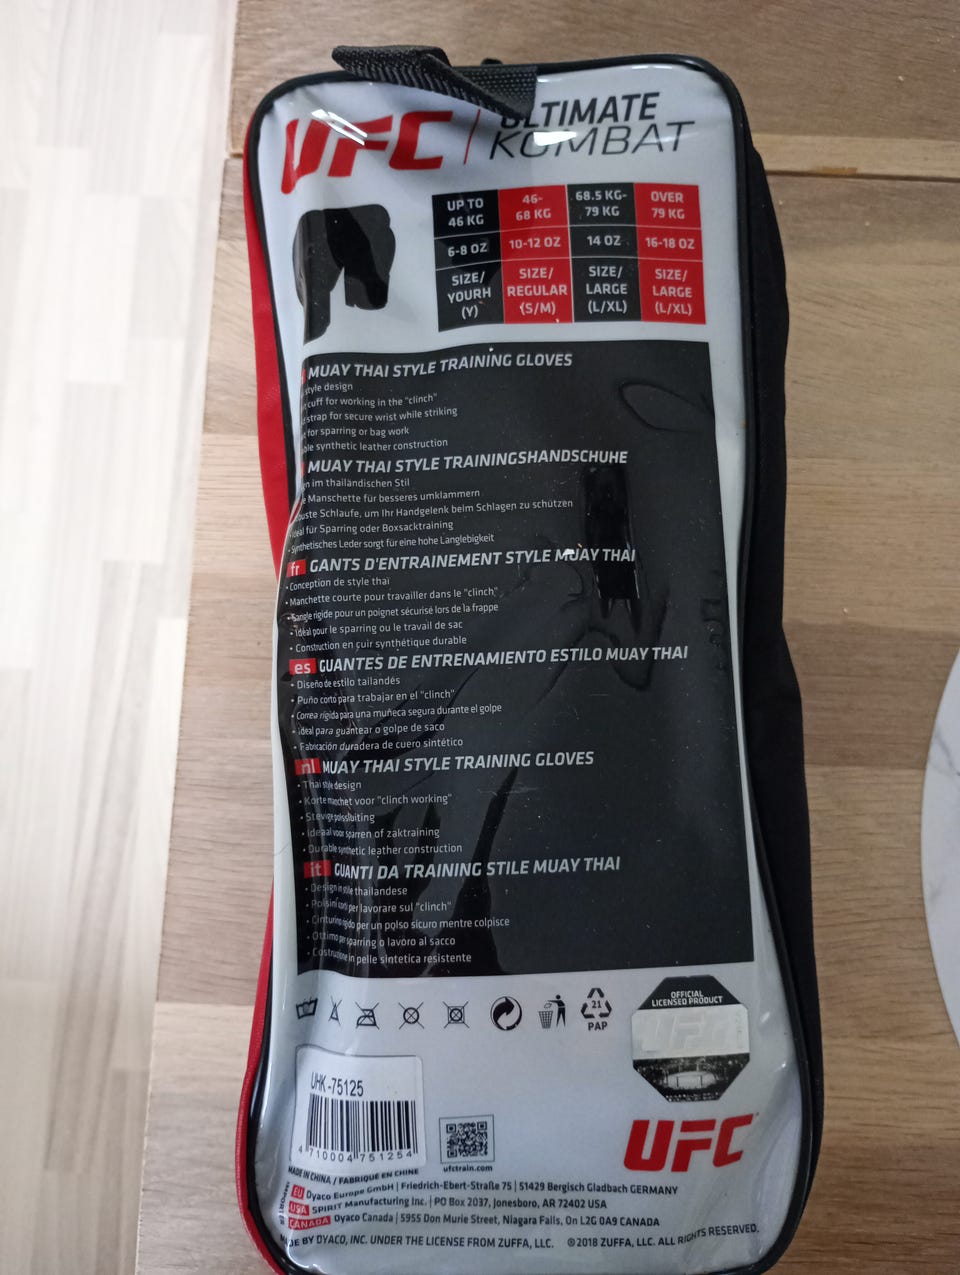 UFC | ULTIMATE
KOMBAT
UP TO 46 KG 46- 68 KG 68.5 KG- 79 KG OVER 79 KG
6-8 OZ 10-12 OZ 14 OZ 16-18 OZ
SIZE/ YOURH (Y) SIZE/ REGULAR (S/M) SIZE/ LARGE (L/XL) SIZE/ LARGE (L/XL)
MUAY THAI STYLE TRAINING GLOVES
style design
cuff for working in the "clinch"
strap for secure wrist while striking
for sparring or bag work
synthetic leather construction
MUAY THAI STYLE TRAININGSHANDSCHUHE
im thailändischen Stil
Manschette für besseres umklammern
Schlaufe, um Ihr Handgelenk beim Schlagen zu schützen
für Sparring oder Boxsacktraining
Synthetisches Leder sorgt für eine hohe Langlebigkeit
fr GANTS D'ENTRAINEMENT STYLE MUAY THAI
• Conception de style thaï
• Manchette courte pour travailler dans le "clinch"
• Sangle rigide pour un poignet sécurisé lors de la frappe
• Idéal pour le sparring ou le travail de sac
• Construction en cuir synthétique durable
es GUANTES DE ENTRENAMIENTO ESTILO MUAY THAI
• Diseño de estilo tailandés
• Puño corto para trabajar en el "clinch"
• Correa rígida para una muñeca segura durante el golpe
• Ideal para guantear o golpe de saco
• Fabricación duradera de cuero sintético
nl MUAY THAI STYLE TRAINING GLOVES
• Thai style design
• Korte manchet voor "clinch working"
• Stevige polssluiting
• Ideaal voor sparren of zaktraining
• Durable synthetic leather construction
it GUANTI DA TRAINING STILE MUAY THAI
• Design in stile thailandese
• Polsini corti per lavorare sul "clinch"
• Cinturino rigido per un polso sicuro mentre colpisce
• Ottimo per sparring o lavoro al sacco
• Costruzione in pelle sintetica resistente
21
PAP
OFFICIAL
LICENSED PRODUCT
UFC
UHK-75125
4 710004 751254
ufctrain.com
UFC
MADE IN CHINA / FABRIQUÉ EN CHINE
EU Dyaco Europe GmbH | Friedrich-Ebert-Straße 75 | 51429 Bergisch Gladbach GERMANY
USA SPIRIT Manufacturing Inc. | PO Box 2037, Jonesboro, AR 72402 USA
CANADA Dyaco Canada | 5955 Don Murie Street, Niagara Falls, On L2G 0A9 CANADA
MADE BY DYACO, INC. UNDER THE LICENSE FROM ZUFFA, LLC. ®2018 ZUFFA, LLC. ALL RIGHTS RESERVED.